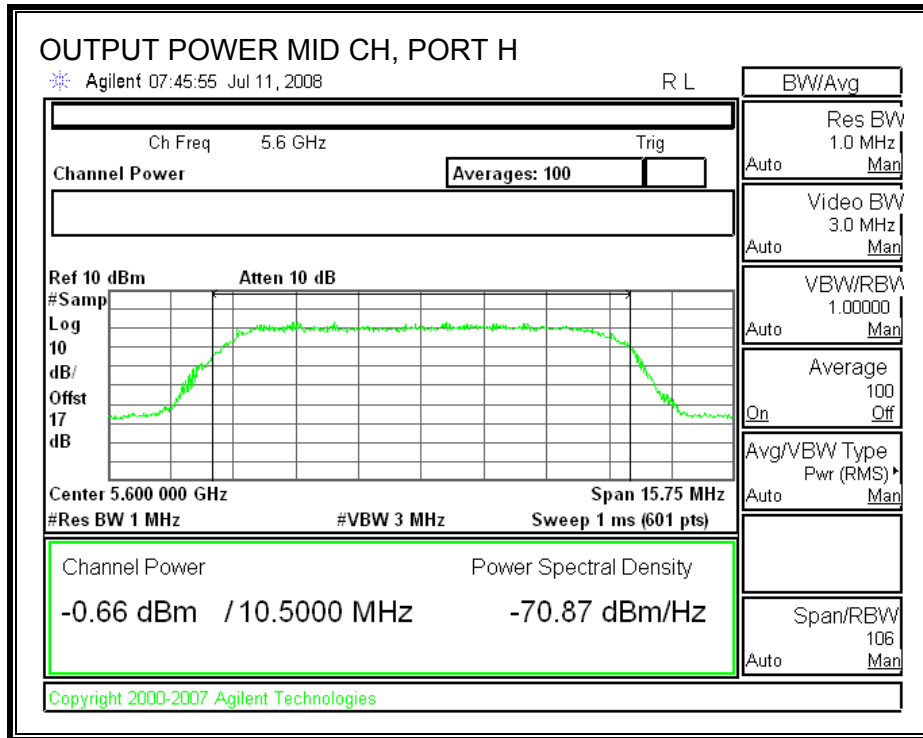 OUTPUT POWER MID CH, PORT H
Agilent 07:45:55 Jul 11, 2008 R L
BW/Avg
Ch Freq 5.6 GHz Trig
Channel Power Averages: 100
Res BW
1.0 MHz
Auto Man
Video BW
3.0 MHz
Auto Man
VBW/RBW
1.00000
Auto Man
Average
100
On Off
Avg/VBW Type
Pwr (RMS)
Auto Man
Span/RBW
106
Auto Man
Ref 10 dBm Atten 10 dB
#Samp
Log
10
dB/
Offst
17
dB
Center 5.600 000 GHz Span 15.75 MHz
#Res BW 1 MHz #VBW 3 MHz Sweep 1 ms (601 pts)
Channel Power Power Spectral Density
-0.66 dBm /10.5000 MHz -70.87 dBm/Hz
Copyright 2000-2007 Agilent Technologies